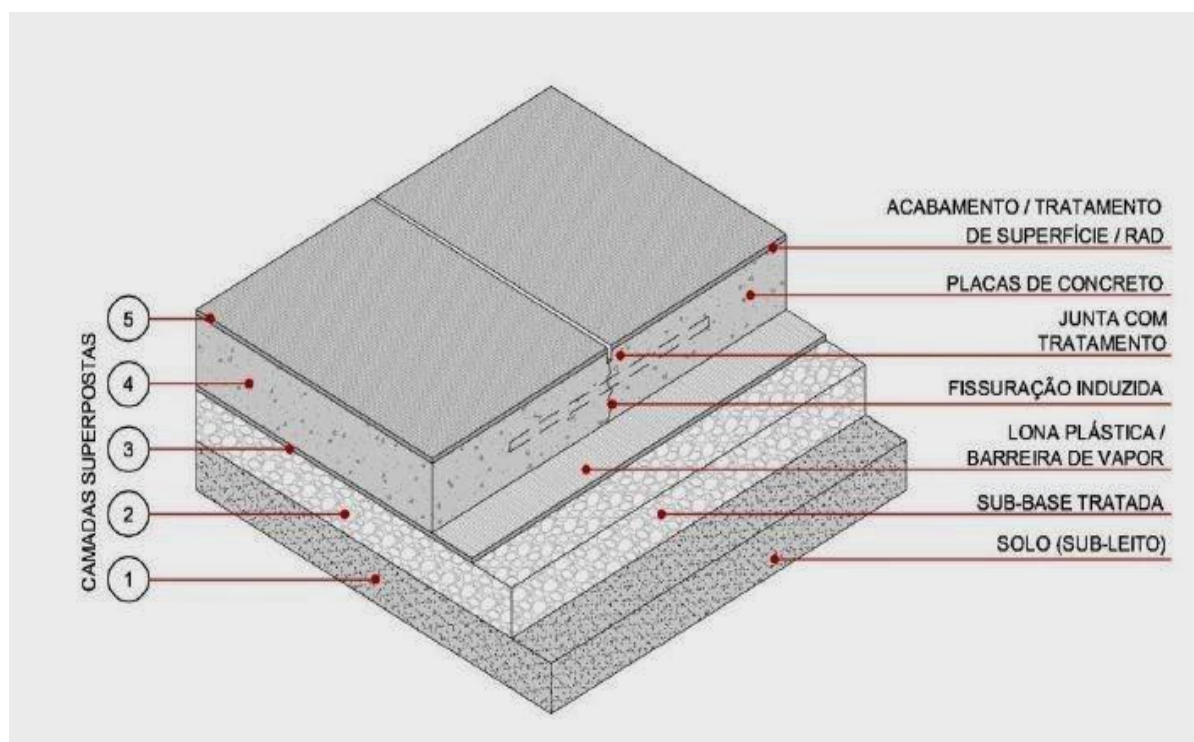 CAMADAS SUPERPOSTAS
5
4
3
2
1
ACABAMENTO / TRATAMENTO
DE SUPERFÍCIE / RAD
PLACAS DE CONCRETO
JUNTA COM
TRATAMENTO
FISSURAÇÃO INDUZIDA
LONA PLÁSTICA /
BARREIRA DE VAPOR
SUB-BASE TRATADA
SOLO (SUB-LEITO)